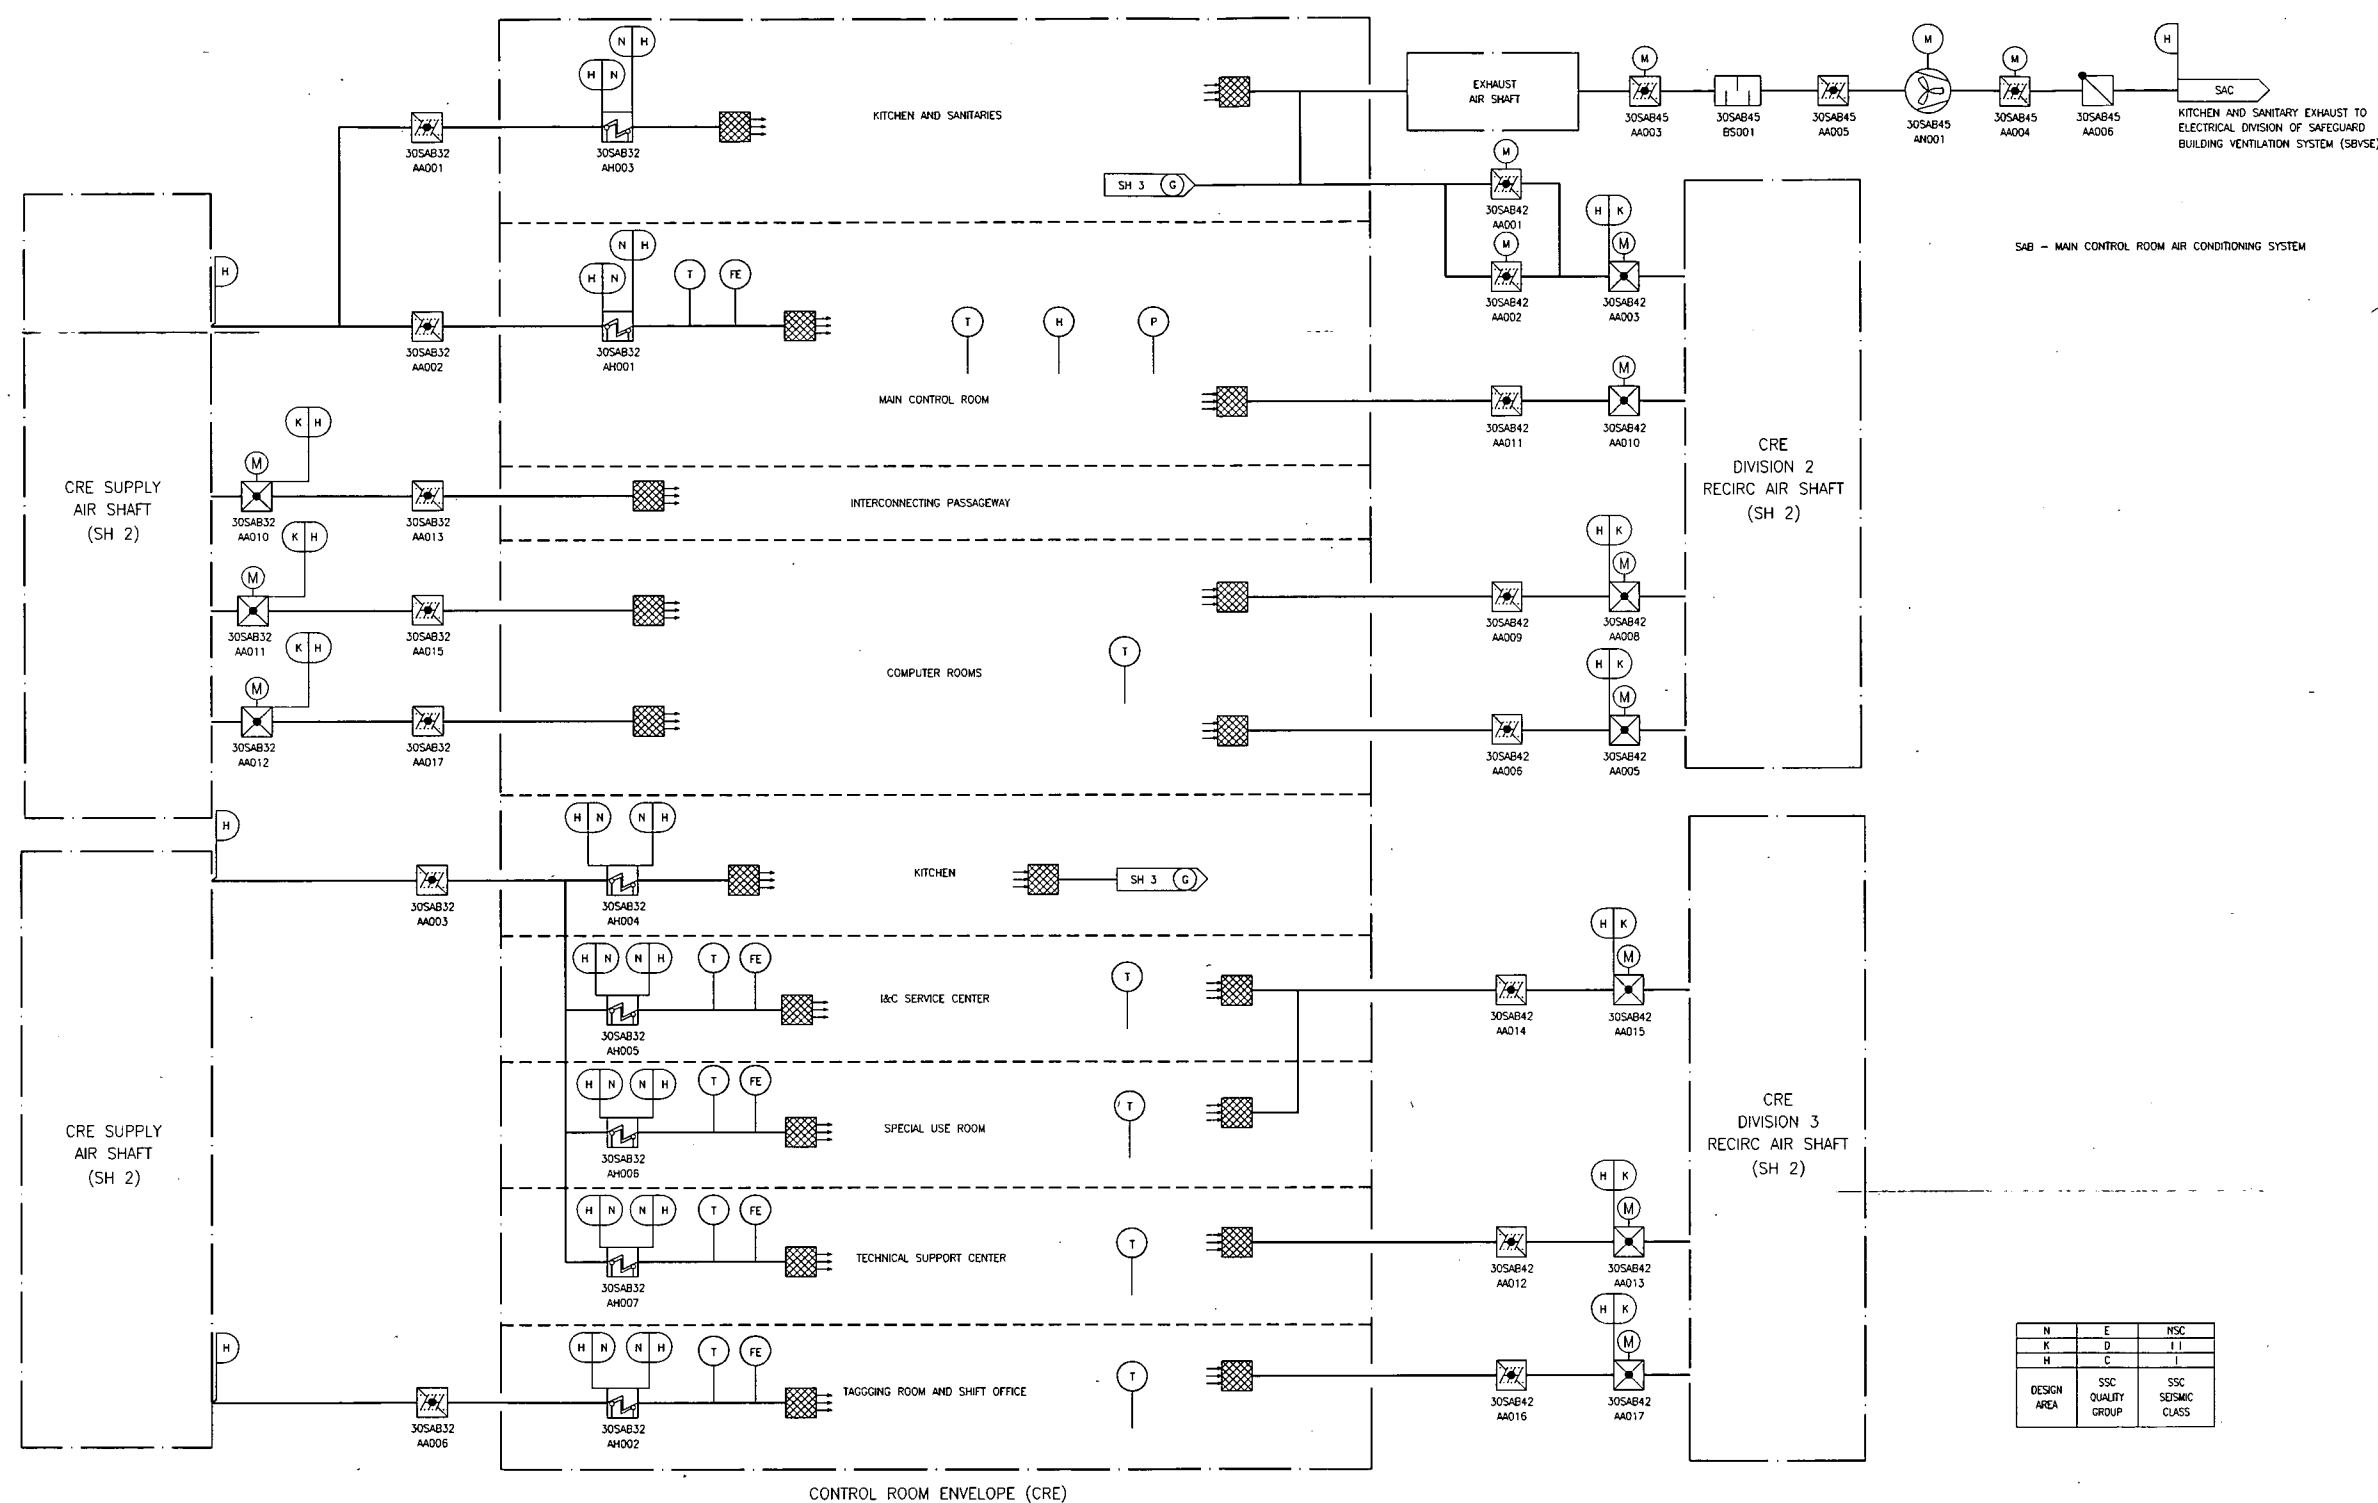 N H
H N
30SAB32
AA001
30SAB32
AH003
KITCHEN AND SANITARIES
EXHAUST
AIR SHAFT
M
30SAB45
AA003
30SAB45
BS001
30SAB45
AA005
M
30SAB45
AN001
M
30SAB45
AA004
30SAB45
AA006
H
SAC
KITCHEN AND SANITARY EXHAUST TO
ELECTRICAL DIVISION OF SAFEGUARD
BUILDING VENTILATION SYSTEM (SBVSE)
SH 3 G
M
30SAB42
AA001
M
30SAB42
AA002
H K
M
30SAB42
AA003
SAB - MAIN CONTROL ROOM AIR CONDITIONING SYSTEM
H
30SAB32
AA002
N H
H N
30SAB32
AH001
T
FE
T
H
P
MAIN CONTROL ROOM
30SAB42
AA011
M
30SAB42
AA010
CRE SUPPLY
AIR SHAFT
(SH 2)
K H
M
30SAB32
AA010
30SAB32
AA013
INTERCONNECTING PASSAGEWAY
CRE
DIVISION 2
RECIRC AIR SHAFT
(SH 2)
K H
M
30SAB32
AA011
30SAB32
AA015
30SAB42
AA009
H K
M
30SAB42
AA008
K H
M
30SAB32
AA012
30SAB32
AA017
COMPUTER ROOMS
T
30SAB42
AA006
H K
M
30SAB42
AA005
H
30SAB32
AA003
H N
N H
30SAB32
AH004
KITCHEN
SH 3 G
H N
N H
T
FE
30SAB32
AH005
I&C SERVICE CENTER
T
30SAB42
AA014
H K
M
30SAB42
AA015
CRE SUPPLY
AIR SHAFT
(SH 2)
H N
N H
T
FE
30SAB32
AH006
SPECIAL USE ROOM
T
CRE
DIVISION 3
RECIRC AIR SHAFT
(SH 2)
H N
N H
T
FE
30SAB32
AH007
TECHNICAL SUPPORT CENTER
T
30SAB42
AA012
H K
M
30SAB42
AA013
H
30SAB32
AA006
H N
N H
T
FE
30SAB32
AH002
TAGGGING ROOM AND SHIFT OFFICE
T
30SAB42
AA016
H K
M
30SAB42
AA017
N E NSC
K D II
H C I
DESIGN
AREA
SSC
QUALITY
GROUP
SSC
SEISMIC
CLASS
CONTROL ROOM ENVELOPE (CRE)